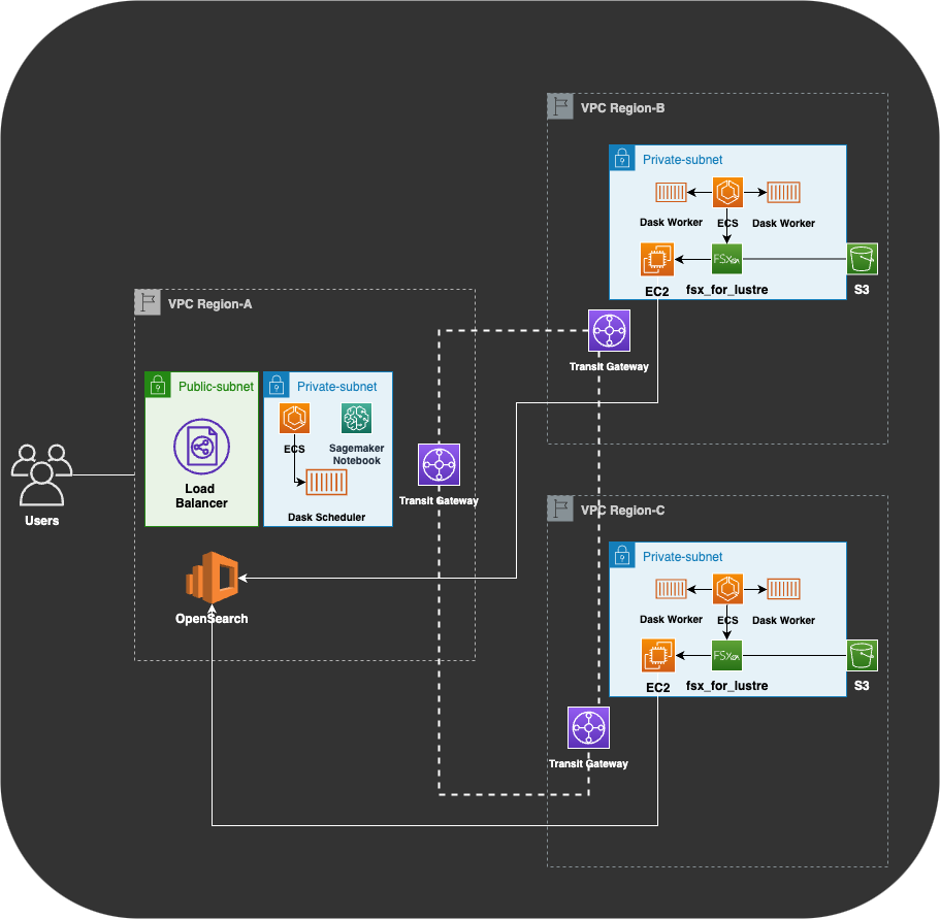 VPC Region-B
Private-subnet
Dask Worker
ECS
Dask Worker
FSx
EC2
fsx_for_lustre
S3
Transit Gateway
VPC Region-A
Public-subnet
Load
Balancer
Private-subnet
ECS
Sagemaker
Notebook
Dask Scheduler
Transit Gateway
Users
OpenSearch
VPC Region-C
Private-subnet
Dask Worker
ECS
Dask Worker
FSx
EC2
fsx_for_lustre
S3
Transit Gateway